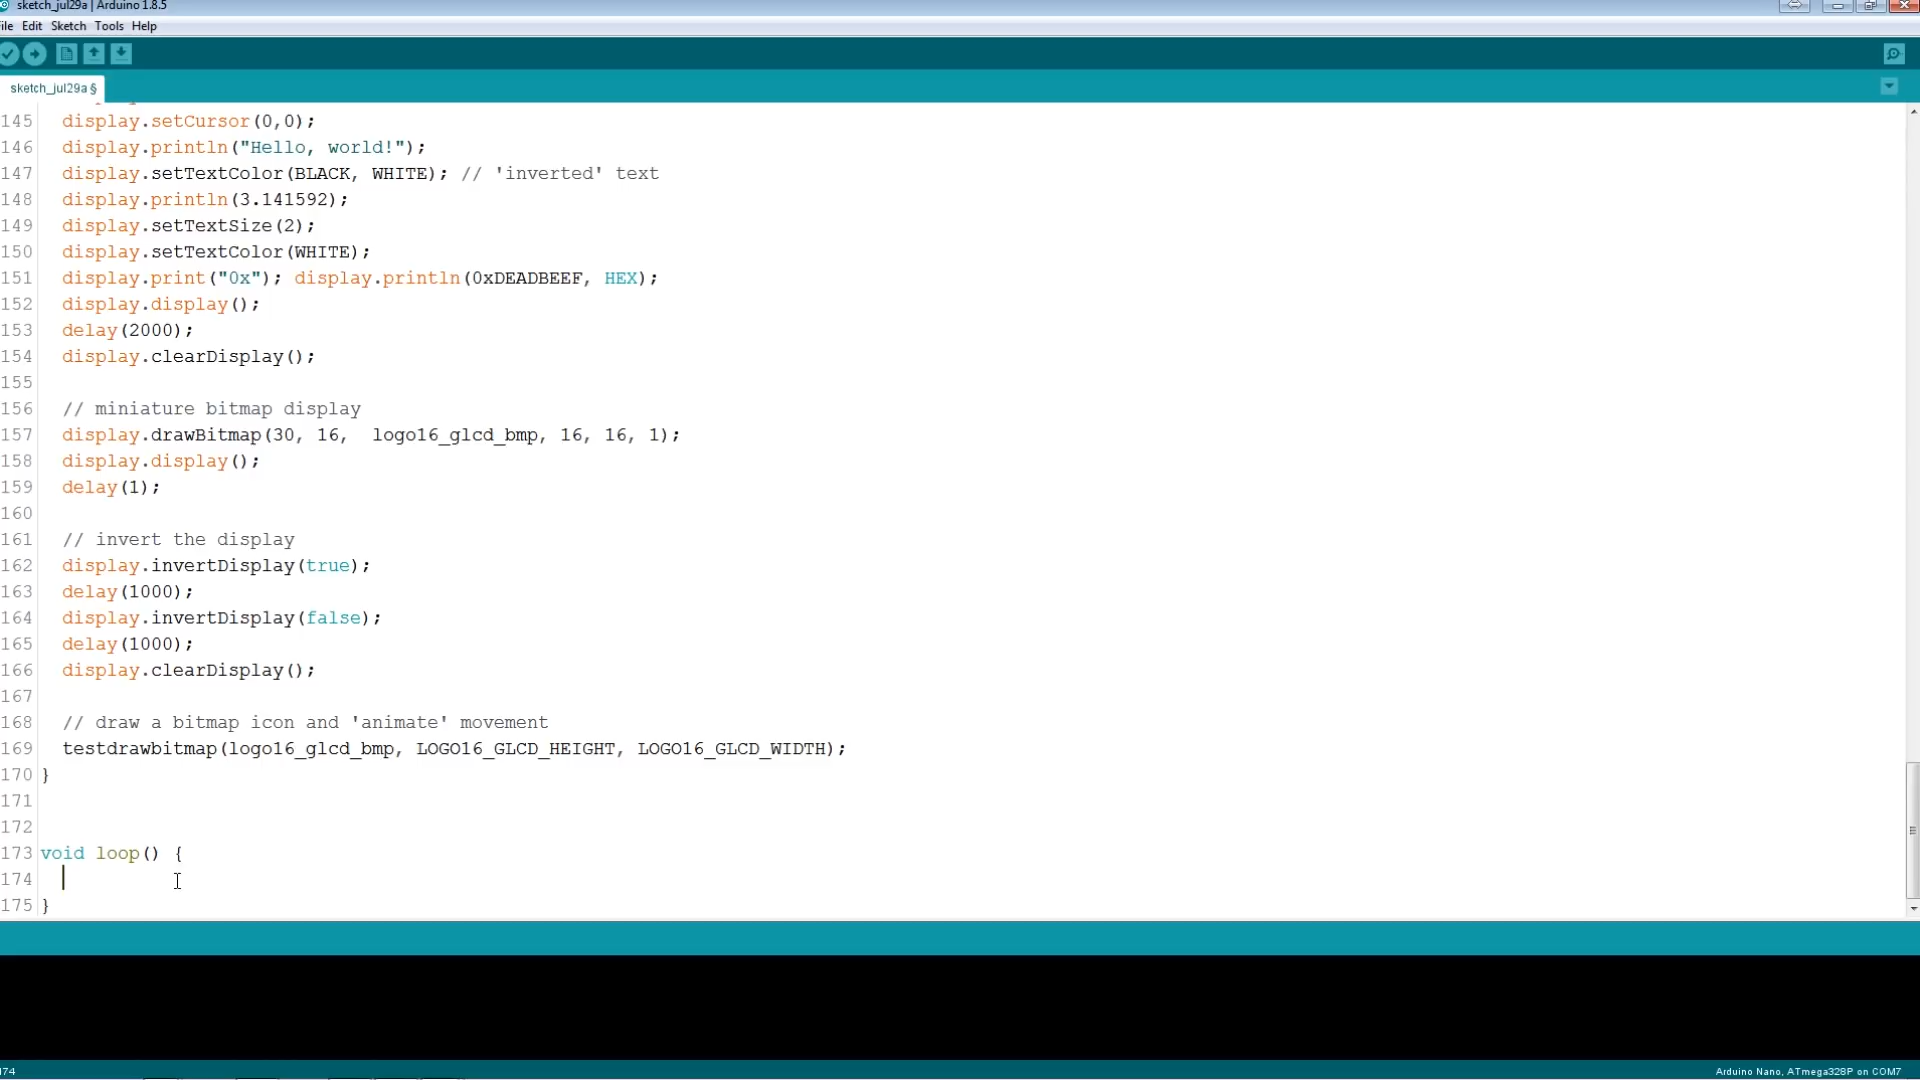 sketch_jul29a | Arduino 1.8.5
File Edit Sketch Tools Help
sketch_jul29a §
145 display.setCursor(0,0);
146 display.println("Hello, world!");
147 display.setTextColor(BLACK, WHITE); // 'inverted' text
148 display.println(3.141592);
149 display.setTextSize(2);
150 display.setTextColor(WHITE);
151 display.print("0x"); display.println(0xDEADBEEF, HEX);
152 display.display();
153 delay(2000);
154 display.clearDisplay();
155
156 // miniature bitmap display
157 display.drawBitmap(30, 16,  logo16_glcd_bmp, 16, 16, 1);
158 display.display();
159 delay(1);
160
161 // invert the display
162 display.invertDisplay(true);
163 delay(1000);
164 display.invertDisplay(false);
165 delay(1000);
166 display.clearDisplay();
167
168 // draw a bitmap icon and 'animate' movement
169 testdrawbitmap(logo16_glcd_bmp, LOGO16_GLCD_HEIGHT, LOGO16_GLCD_WIDTH);
170 }
171
172
173 void loop() {
174
175 }
174 Arduino Nano, ATmega328P on COM7